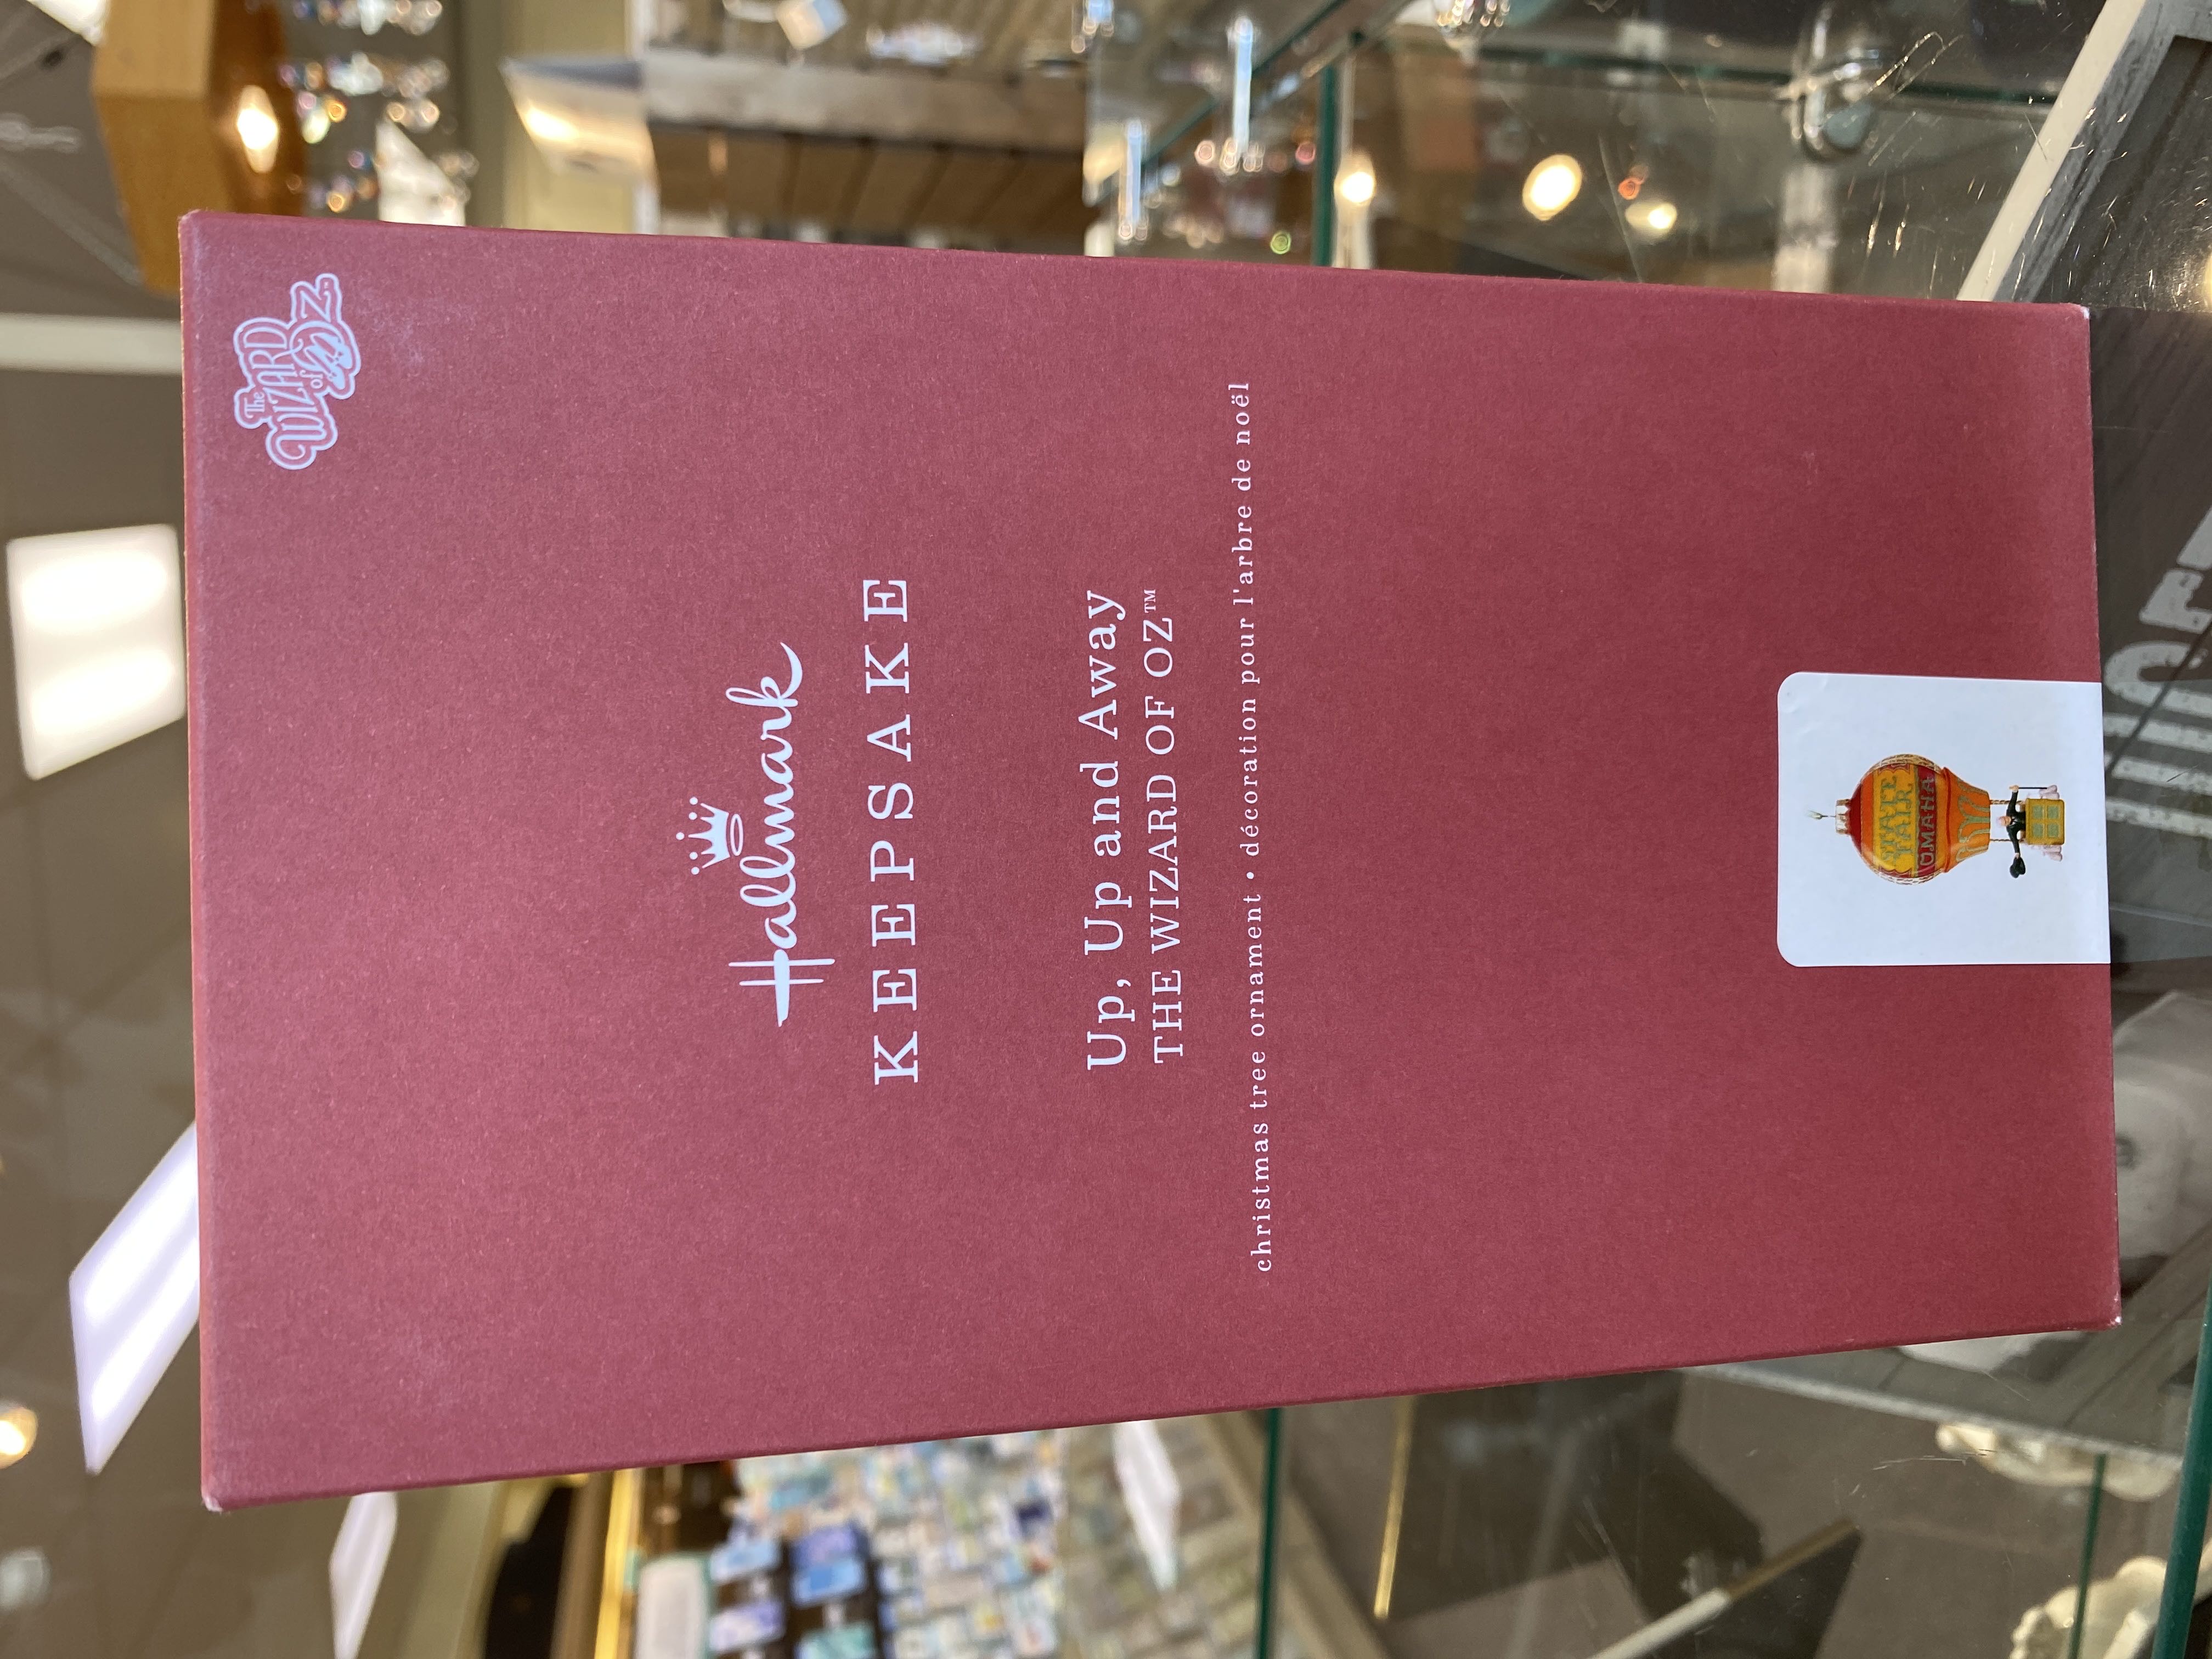 The
WIZARD
of OZ
Hallmark
KEEPSAKE
Up, Up and Away
THE WIZARD OF OZ™
christmas tree ornament • décoration pour l'arbre de noël
STATE
FAIR
OMAHA